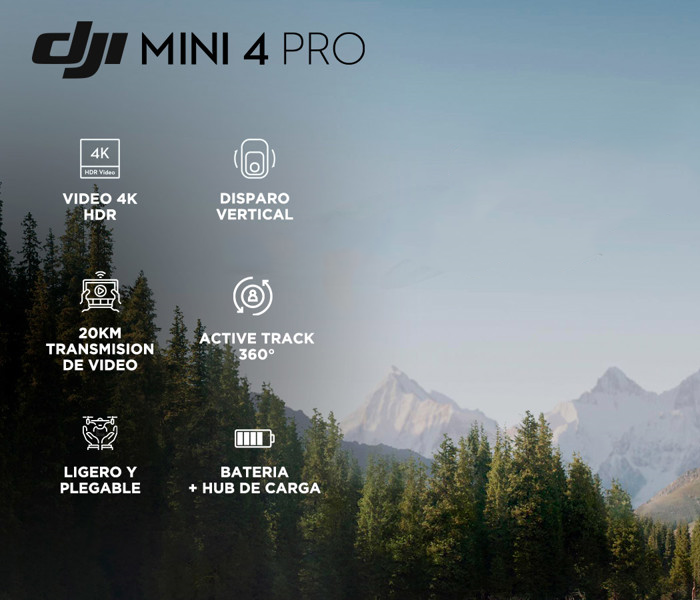 dji MINI 4 PRO
4K
HDR Video
VIDEO 4K
HDR
DISPARO
VERTICAL
20KM
TRANSMISION
DE VIDEO
ACTIVE TRACK
360°
LIGERO Y
PLEGABLE
BATERIA
+ HUB DE CARGA